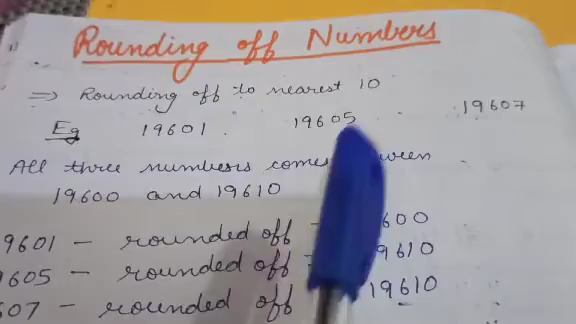 Rounding off Numbers
⇒ Rounding off to nearest 10
Eg 19601 19605 19607
All three numbers comes
19600 and 19610
9601 - rounded off - 600
9605 - rounded off - 9610
607 - rounded off 19610